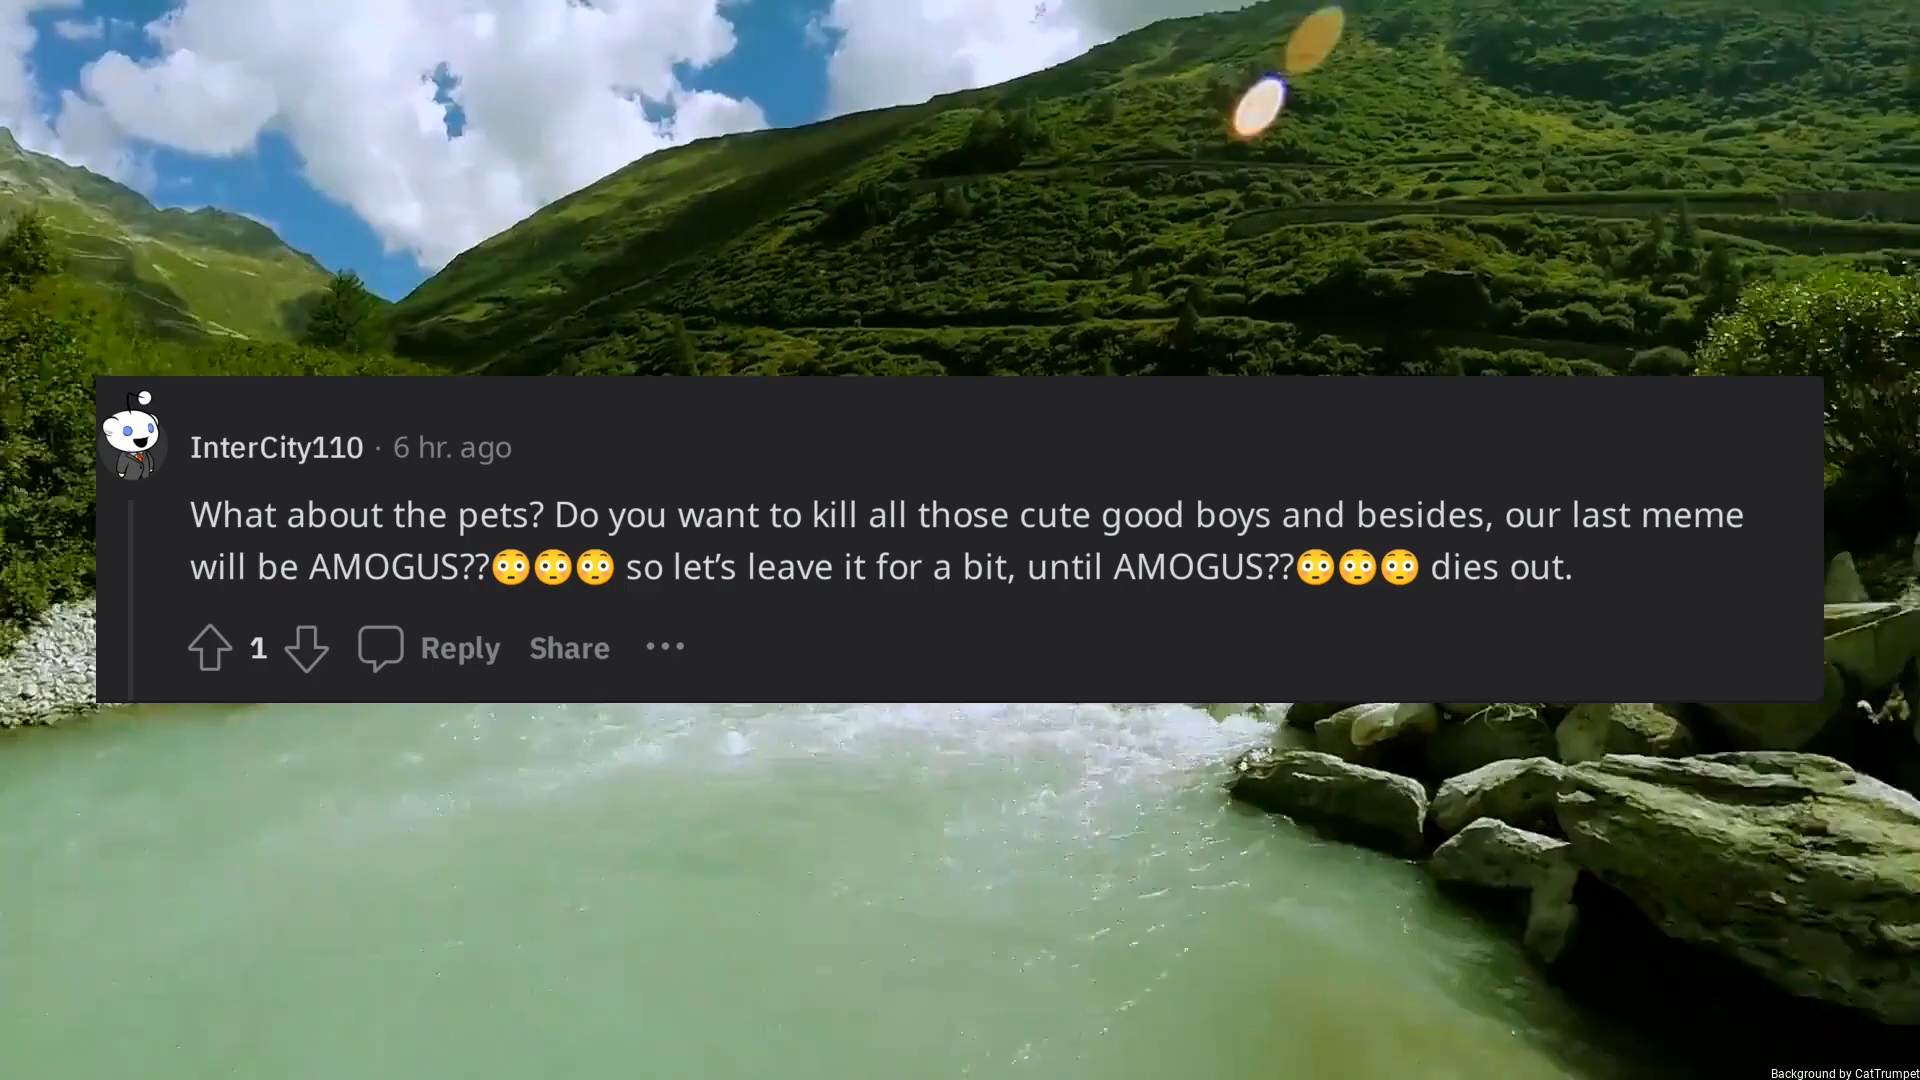 InterCity110 · 6 hr. ago
What about the pets? Do you want to kill all those cute good boys and besides, our last meme
will be AMOGUS??😳😳😳 so let’s leave it for a bit, until AMOGUS??😳😳😳 dies out.
1 Reply Share ···
Background by CatTrumpet